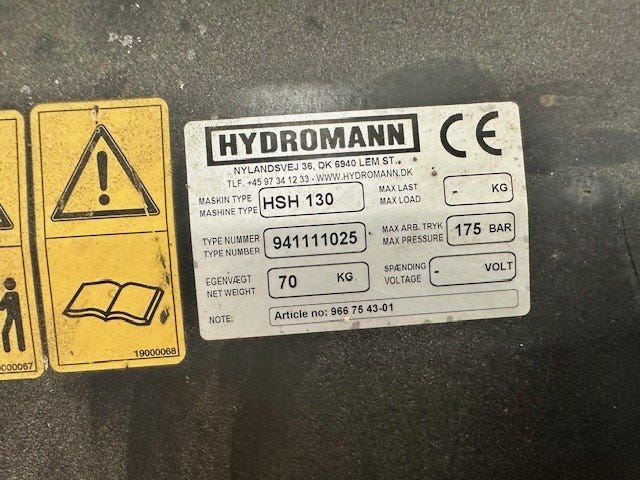 HYDROMANN
CE
NYLANDSVEJ 36, DK 6940 LEM ST.
TLF. +45 97 34 12 33 - WWW.HYDROMANN.DK
MASKIN TYPE
MACHINE TYPE
HSH 130
MAX LAST
MAX LOAD
- KG
TYPE NUMMER
TYPE NUMBER
941111025
MAX ARB. TRYK
MAX PRESSURE
175 BAR
EGENVÆGT
NET WEIGHT
70 KG
SPÆNDING
VOLTAGE
- VOLT
NOTE:
Article no: 966 75 43-01
19000068
0000067